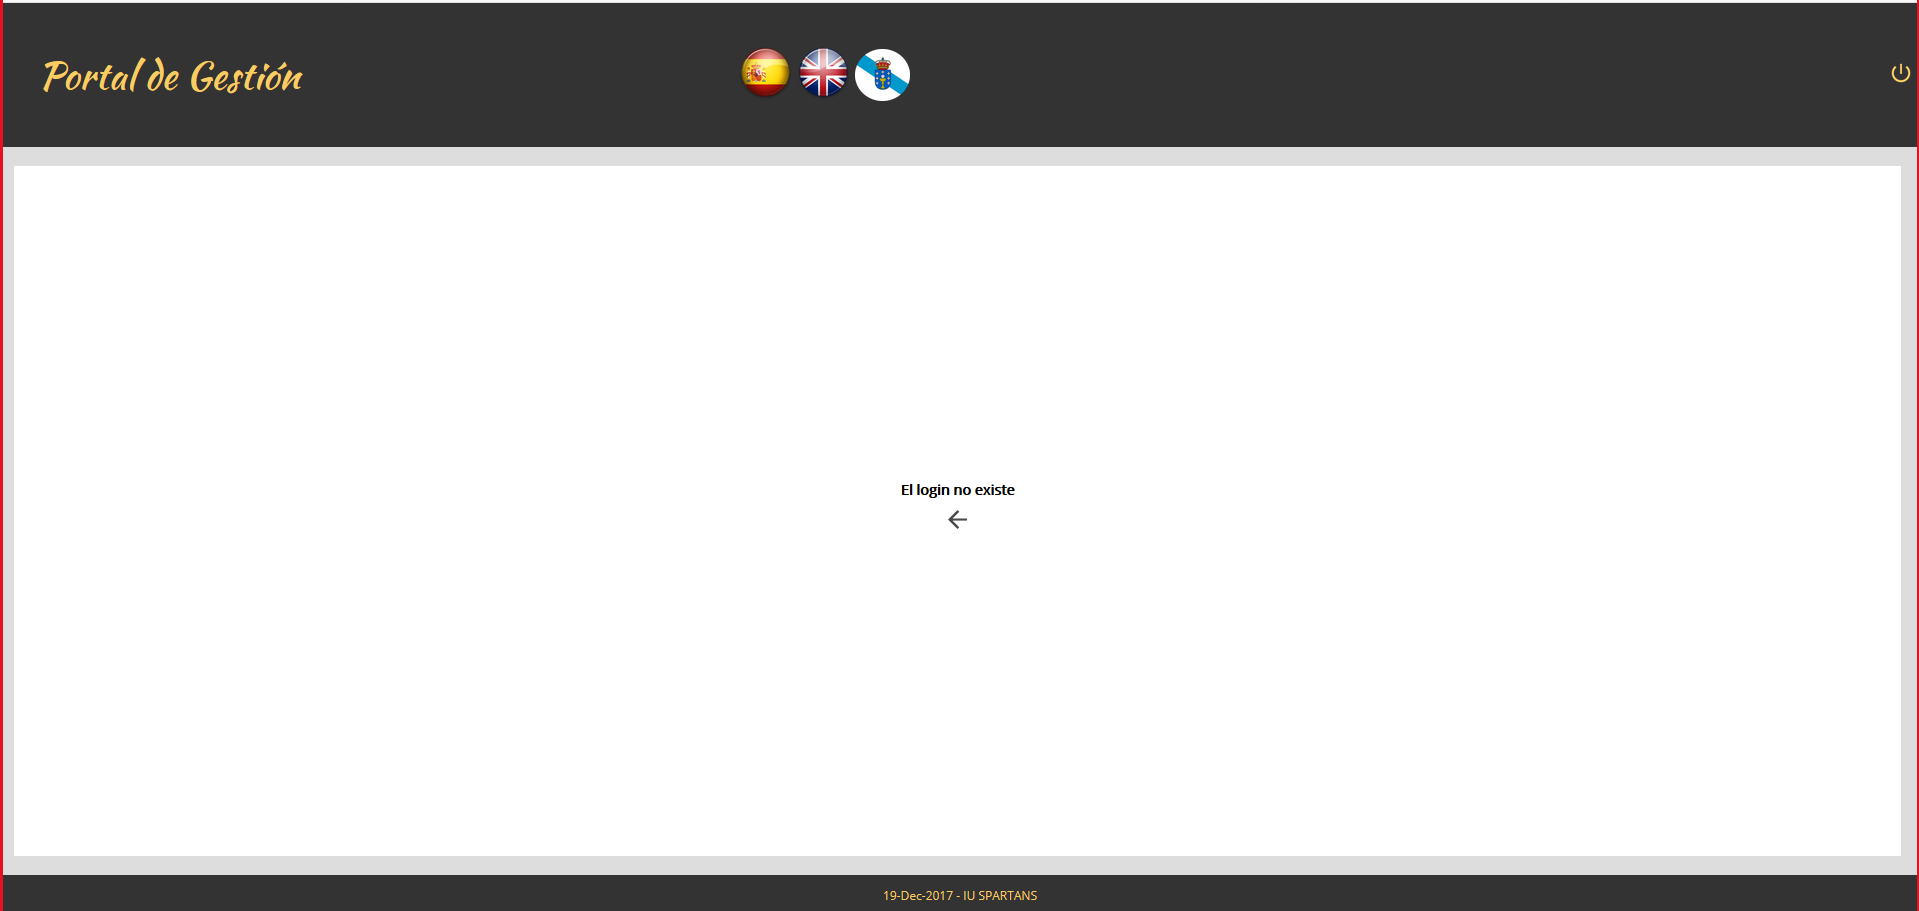 Portal de Gestión
El login no existe
19-Dec-2017 - IU SPARTANS